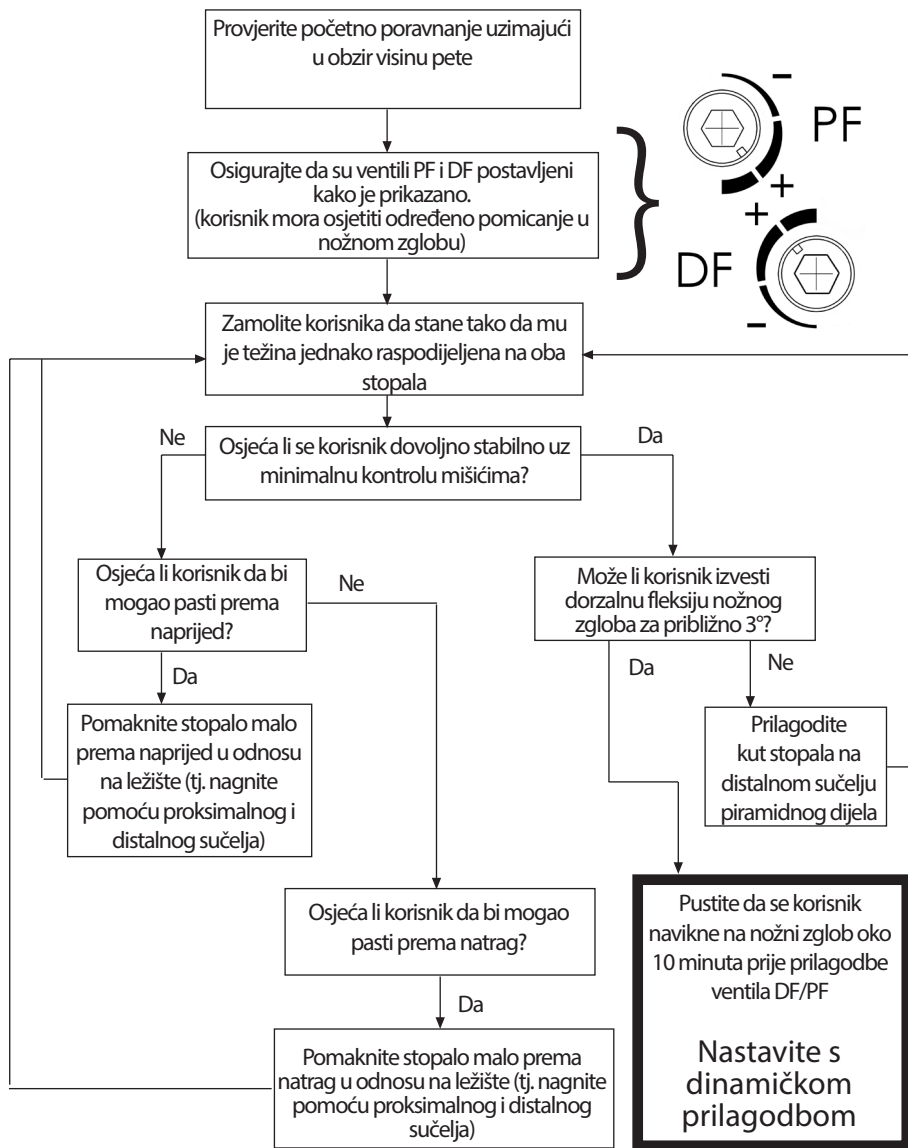 Provjerite početno poravnanje uzimajući
u obzir visinu pete
Osigurajte da su ventili PF i DF postavljeni
kako je prikazano.
(korisnik mora osjetiti određeno pomicanje u
nožnom zglobu)
-
PF
+
+
DF
-
Zamolite korisnika da stane tako da mu
je težina jednako raspodijeljena na oba
stopala
Ne
Osjeća li se korisnik dovoljno stabilno uz
minimalnu kontrolu mišićima?
Da
Osjeća li korisnik da bi
mogao pasti prema
naprijed?
Ne
Da
Može li korisnik izvesti
dorzalnu fleksiju nožnog
zgloba za približno 3°?
Da
Ne
Pomaknite stopalo malo
prema naprijed u odnosu
na ležište (tj. nagnite
pomoću proksimalnog i
distalnog sučelja)
Prilagodite
kut stopala na
distalnom sučelju
piramidnog dijela
Osjeća li korisnik da bi mogao
pasti prema natrag?
Da
Pomaknite stopalo malo prema
natrag u odnosu na ležište (tj. nagnite
pomoću proksimalnog i distalnog
sučelja)
Pustite da se korisnik
navikne na nožni zglob oko
10 minuta prije prilagodbe
ventila DF/PF
Nastavite s
dinamičkom
prilagodbom